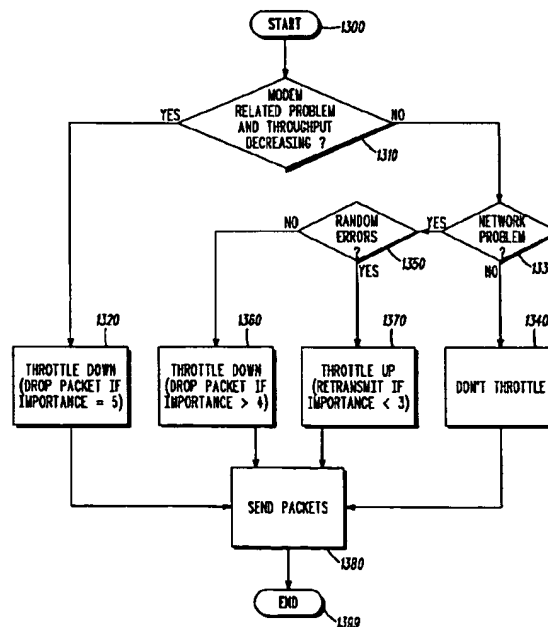 START
1300
MODEM
RELATED PROBLEM
AND THROUGHPUT
DECREASING ?
YES
NO
1310
RANDOM
ERRORS
?
NO
YES
1350
NETWORK
PROBLEM
?
YES
NO
1320
THROTTLE DOWN
(DROP PACKET IF
IMPORTANCE = 5)
1360
THROTTLE DOWN
(DROP PACKET IF
IMPORTANCE > 4)
1370
THROTTLE UP
(RETRANSMIT IF
IMPORTANCE < 3)
1340
DON'T THROTTLE
SEND PACKETS
1380
END
1399